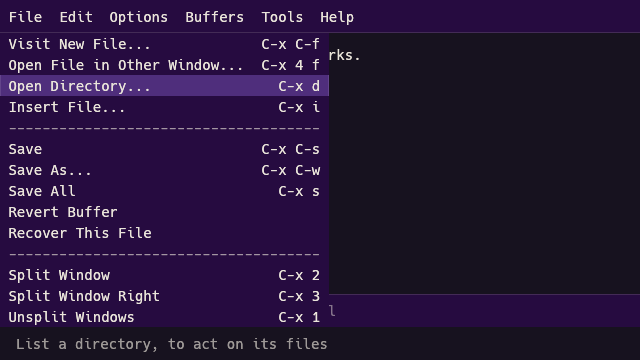 File Edit Options Buffers Tools Help
Visit New File... C-x C-f
Open File in Other Window... C-x 4 f
rks.
Open Directory... C-x d
Insert File... C-x i
------------------------------------
Save C-x C-s
Save As... C-x C-w
Save All C-x s
Revert Buffer
Recover This File
------------------------------------
Split Window C-x 2
Split Window Right C-x 3
Unsplit Windows C-x 1
List a directory, to act on its files